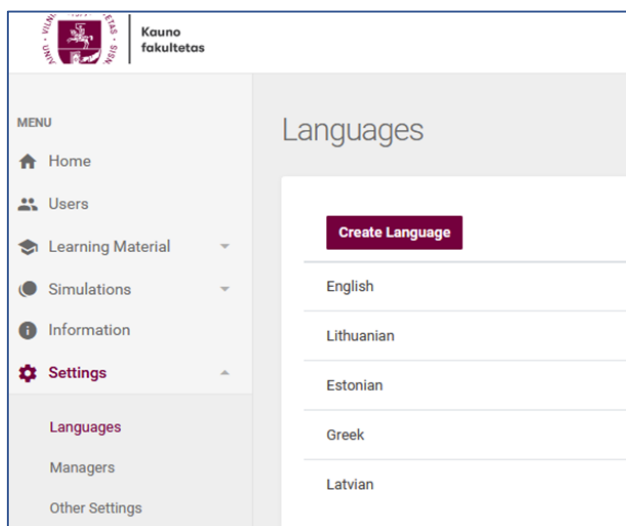 Kauno
fakultetas
MENU
Home
Users
Learning Material
Simulations
Information
Settings
Languages
Managers
Other Settings
Languages
Create Language
English
Lithuanian
Estonian
Greek
Latvian